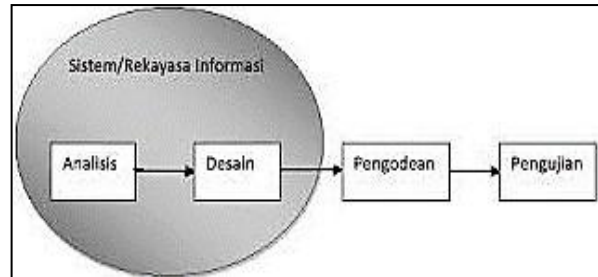 Sistem/Rekayasa Informasi
Analisis
Desain
Pengodean
Pengujian